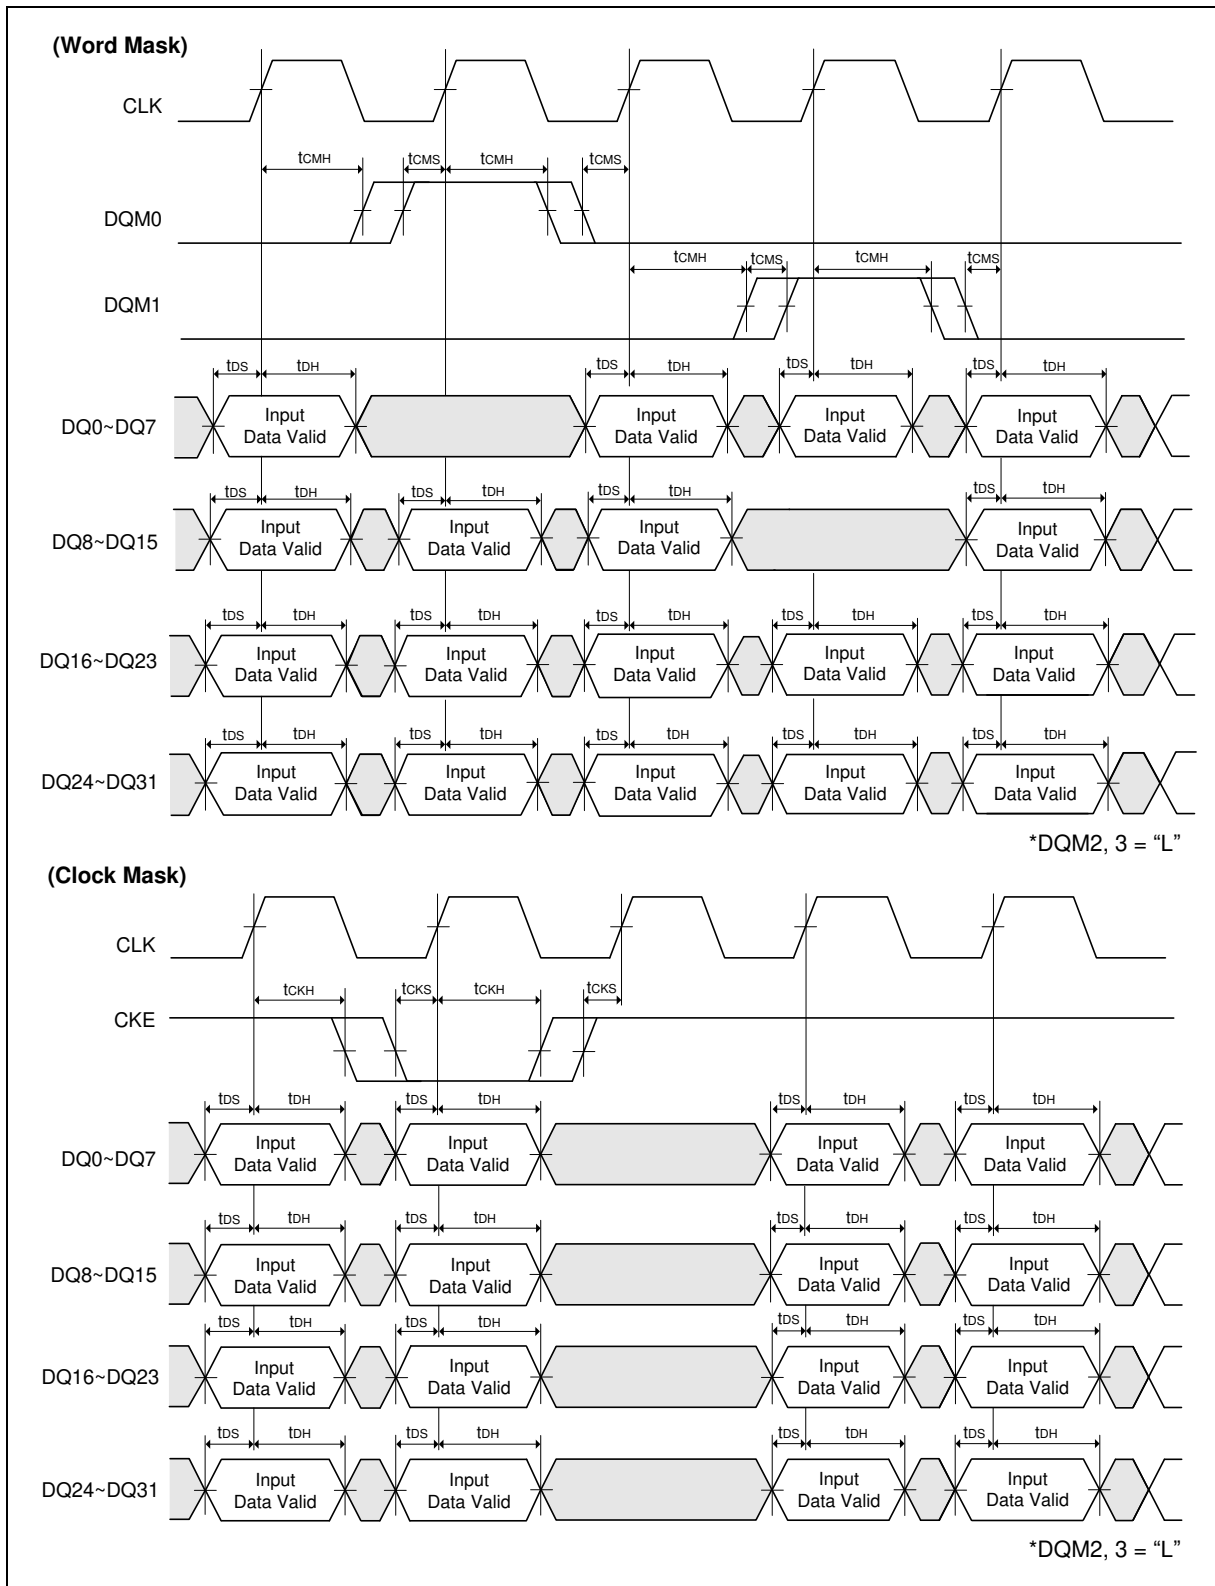 (Word Mask)
CLK
tCMH tCMS tCMH tCMS
DQM0
tCMH tCMS tCMH tCMS
DQM1
tDS tDH tDS tDH tDS tDH tDS tDH
DQ0~DQ7
Input Data Valid
Input Data Valid
Input Data Valid
Input Data Valid
tDS tDH tDS tDH tDS tDH tDS tDH
DQ8~DQ15
Input Data Valid
Input Data Valid
Input Data Valid
Input Data Valid
tDS tDH tDS tDH tDS tDH tDS tDH tDS tDH
DQ16~DQ23
Input Data Valid
Input Data Valid
Input Data Valid
Input Data Valid
Input Data Valid
tDS tDH tDS tDH tDS tDH tDS tDH tDS tDH
DQ24~DQ31
Input Data Valid
Input Data Valid
Input Data Valid
Input Data Valid
Input Data Valid
*DQM2, 3 = “L”
(Clock Mask)
CLK
tCKH tCKS tCKH tCKS
CKE
tDS tDH tDS tDH tDS tDH tDS tDH
DQ0~DQ7
Input Data Valid
Input Data Valid
Input Data Valid
Input Data Valid
tDS tDH tDS tDH tDS tDH tDS tDH
DQ8~DQ15
Input Data Valid
Input Data Valid
Input Data Valid
Input Data Valid
tDS tDH tDS tDH tDS tDH tDS tDH
DQ16~DQ23
Input Data Valid
Input Data Valid
Input Data Valid
Input Data Valid
tDS tDH tDS tDH tDS tDH tDS tDH
DQ24~DQ31
Input Data Valid
Input Data Valid
Input Data Valid
Input Data Valid
*DQM2, 3 = “L”